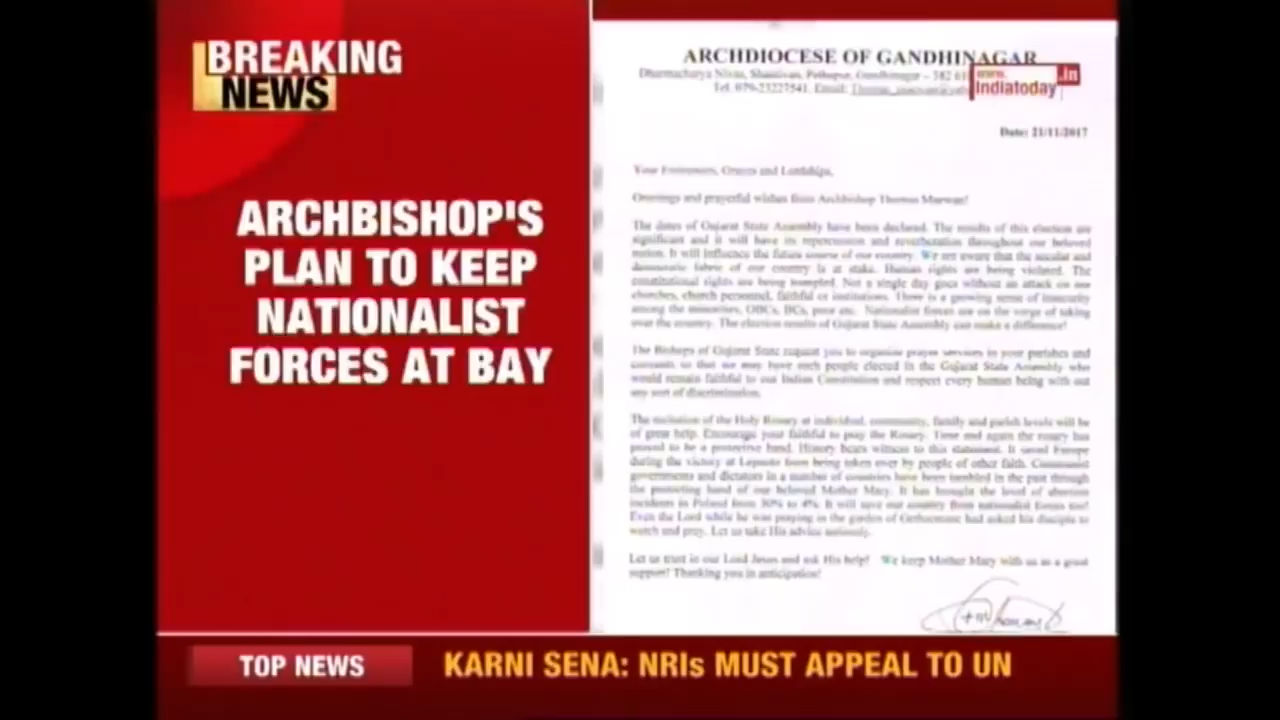 BREAKING
NEWS
ARCHBISHOP'S
PLAN TO KEEP
NATIONALIST
FORCES AT BAY
ARCHDIOCESE OF GANDHINAGAR
Dharmacharya Nivas, Shantivan, Pethapur, Gandhinagar – 382 61
Tel. 079-23227541. Email:
www.
Indiatoday
.in
Date: 21/11/2017
Your Eminences, Graces and Lordships,
Greetings and prayerful wishes from Archbishop Thomas Macwan!
The dates of Gujarat State Assembly have been declared. The results of this election are
significant and it will have its repercussion and reverberation throughout our beloved
nation. It will influence the future course of our country. We are aware that the secular and
democratic fabric of our country is at stake. Human rights are being violated. The
constitutional rights are being trampled. Not a single day goes without an attack on our
churches, church personnel, faithful or institutions. There is a growing sense of insecurity
among the minorities, OBCs, BCs, poor etc. Nationalist forces are on the verge of taking
over the country. The election results of Gujarat State Assembly can make a difference!
The Bishops of Gujarat State request you to organize prayer services in your parishes and
convents so that we may have such people elected in the Gujarat State Assembly who
would remain faithful to our Indian Constitution and respect every human being with out
any sort of discrimination.
The recitation of the Holy Rosary at individual, community, family and parish levels will be
of great help. Encourage your faithful to pray the Rosary. Time and again the rosary has
proved to be a protective hand. History bears witness to this statement. It saved Europe
during the victory at Lepanto from being taken over by people of other faith. Communist
governments and dictators in a number of countries have been tumbled in the past through
the protecting hand of our beloved Mother Mary. It has brought the level of abortion
incidents in Poland from 30% to 4%. It will save our country from nationalist forces too!
Even the Lord while he was praying in the garden of Gethsemane had asked his disciple to
watch and pray. Let us take His advice seriously.
Let us trust in our Lord Jesus and ask His help! We keep Mother Mary with us as a great
support! Thanking you in anticipation!
TOP NEWS
KARNI SENA: NRIs MUST APPEAL TO UN